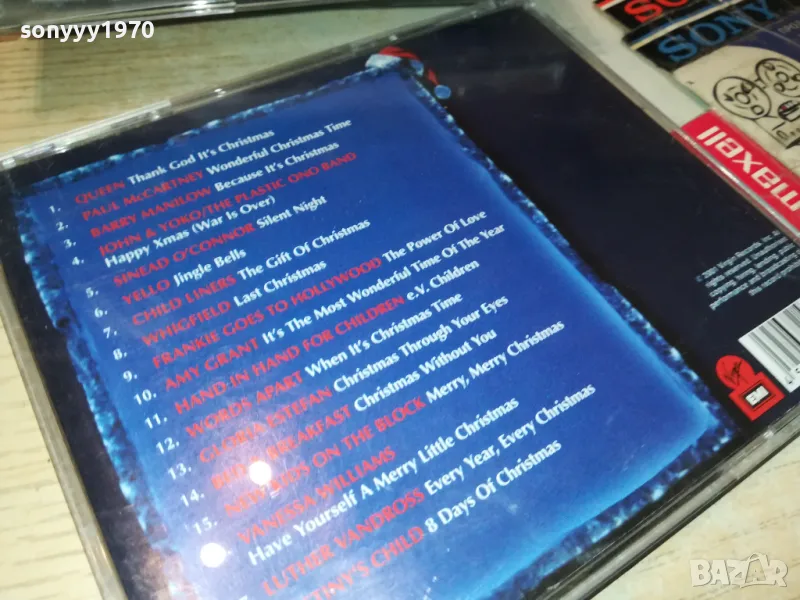 sonyyy1970
SONY
maxell
1. QUEEN Thank God It's Christmas
2. PAUL McCARTNEY Wonderful Christmas Time
3. BARRY MANILOW Because It's Christmas
4. JOHN & YOKO/THE PLASTIC ONO BAND
Happy Xmas (War Is Over)
5. SINEAD O'CONNOR Silent Night
6. YELLO Jingle Bells
7. CHILD LINERS The Gift Of Christmas
8. WHIGFIELD Last Christmas
9. FRANKIE GOES TO HOLLYWOOD The Power Of Love
10. AMY GRANT It's The Most Wonderful Time Of The Year
11. HAND IN HAND FOR CHILDREN e.V. Children
12. WORDS APART When It's Christmas Time
13. GLORIA ESTEFAN Christmas Through Your Eyes
14. BREAKFAST Christmas Without You
15. NEW KIDS ON THE BLOCK Merry, Merry Christmas
VANESSA WILLIAMS
Have Yourself A Merry Little Christmas
LUTHER VANDROSS Every Year, Every Christmas
TINY'S CHILD 8 Days Of Christmas
EMI
BAZAR.bg